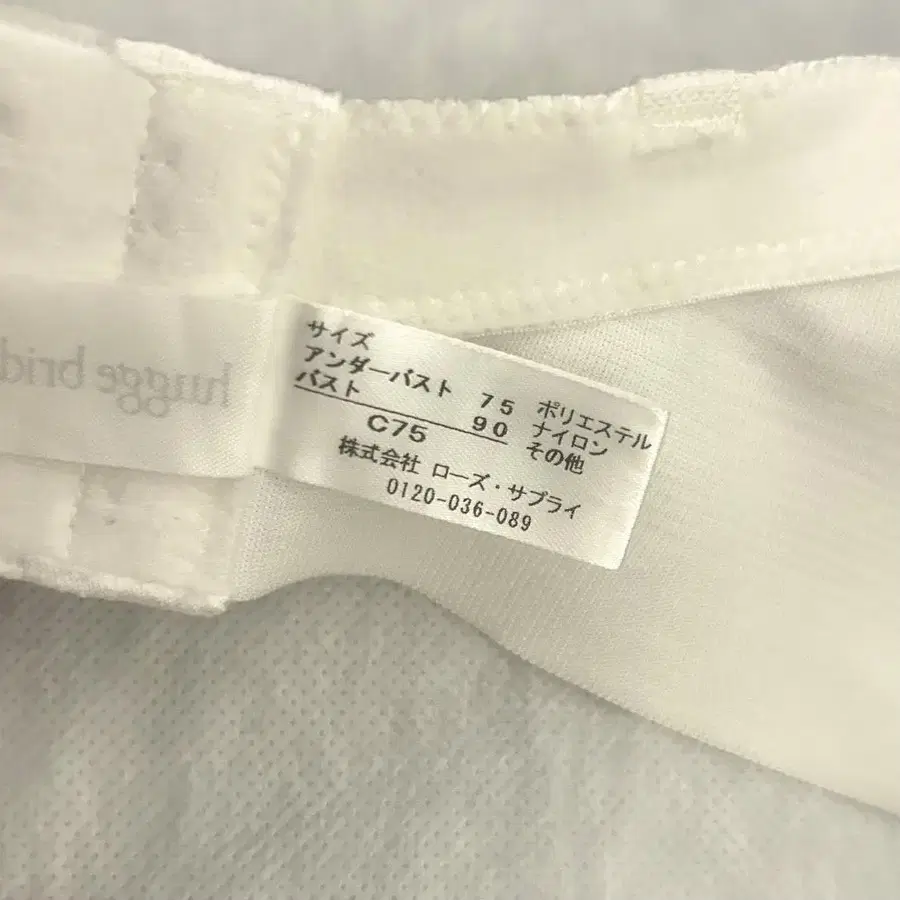 hugge brid
サイズ
アンダーバスト 75
バスト 90
C75
ポリエステル
ナイロン
その他
株式会社 ローズ・サプライ
0120-036-089